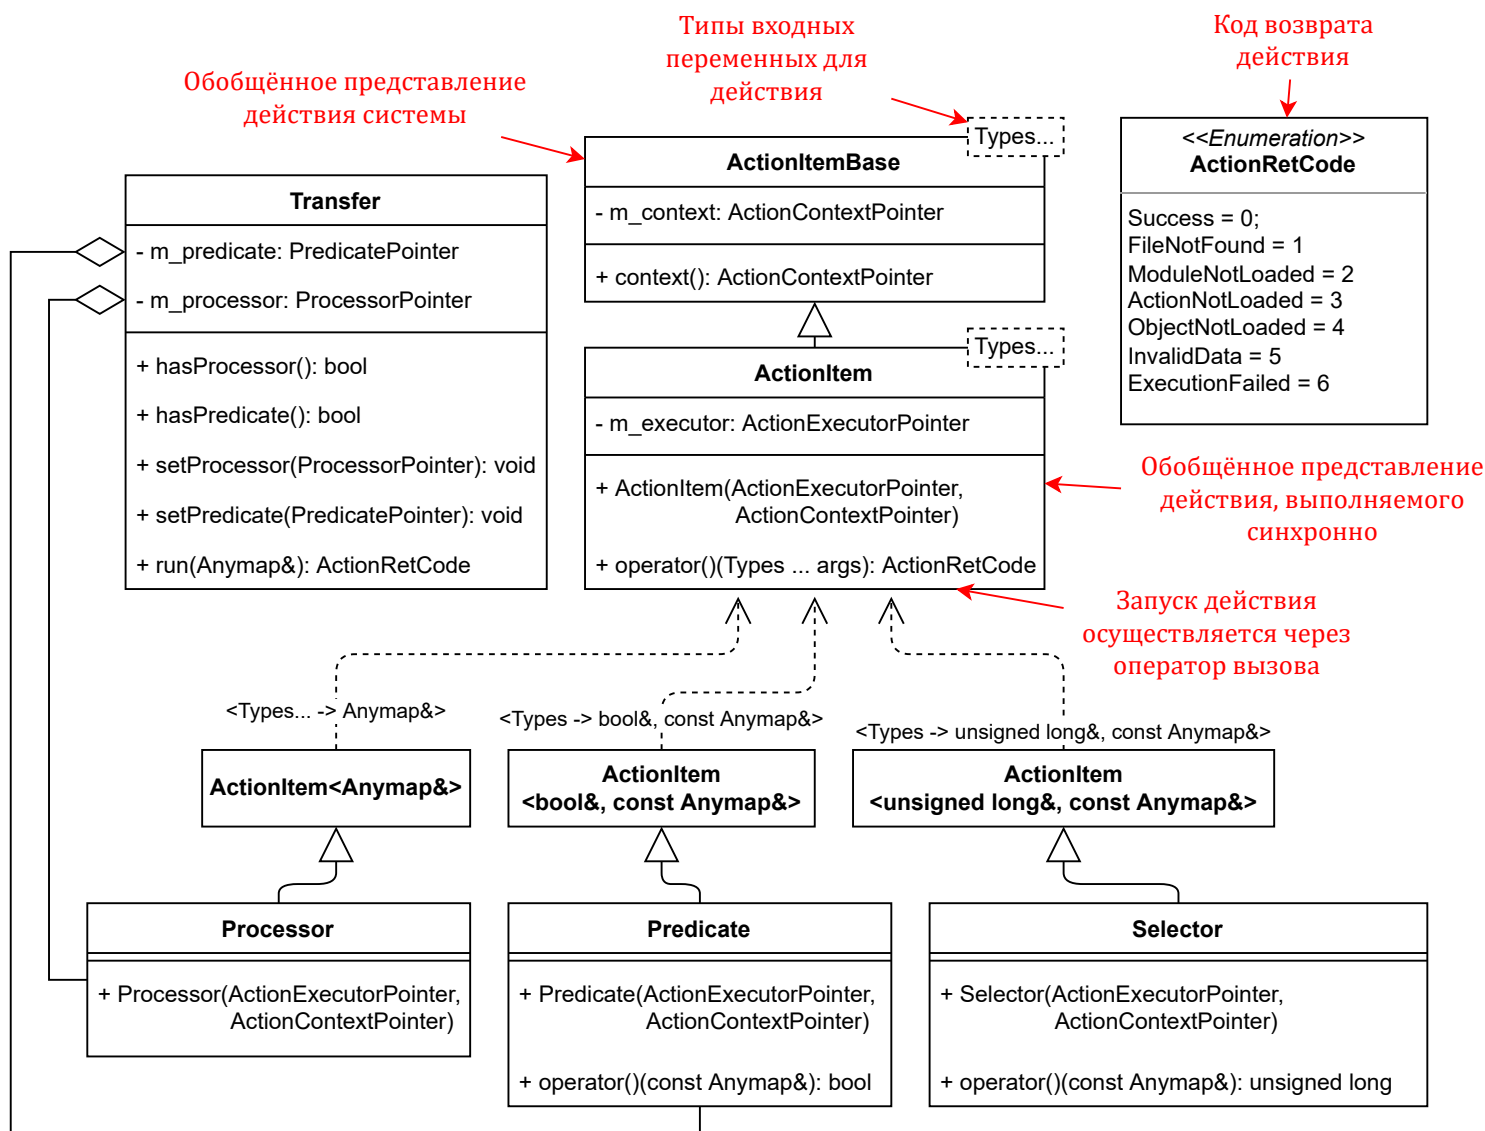 Типы входных
переменных для
действия
Код возврата
действия
Обобщённое представление
действия системы
Types...
ActionItemBase
- m_context: ActionContextPointer
+ context(): ActionContextPointer
<<Enumeration>>
ActionRetCode
Success = 0;
FileNotFound = 1
ModuleNotLoaded = 2
ActionNotLoaded = 3
ObjectNotLoaded = 4
InvalidData = 5
ExecutionFailed = 6
Transfer
- m_predicate: PredicatePointer
- m_processor: ProcessorPointer
+ hasProcessor(): bool
+ hasPredicate(): bool
+ setProcessor(ProcessorPointer): void
+ setPredicate(PredicatePointer): void
+ run(Anymap&): ActionRetCode
Types...
ActionItem
- m_executor: ActionExecutorPointer
+ ActionItem(ActionExecutorPointer,
ActionContextPointer)
+ operator()(Types ... args): ActionRetCode
Обобщённое представление
действия, выполняемого
синхронно
Запуск действия
осуществляется через
оператор вызова
<Types... -> Anymap&>
<Types -> bool&, const Anymap&>
<Types -> unsigned long&, const Anymap&>
ActionItem<Anymap&>
ActionItem
<bool&, const Anymap&>
ActionItem
<unsigned long&, const Anymap&>
Processor
+ Processor(ActionExecutorPointer,
ActionContextPointer)
Predicate
+ Predicate(ActionExecutorPointer,
ActionContextPointer)
+ operator()(const Anymap&): bool
Selector
+ Selector(ActionExecutorPointer,
ActionContextPointer)
+ operator()(const Anymap&): unsigned long